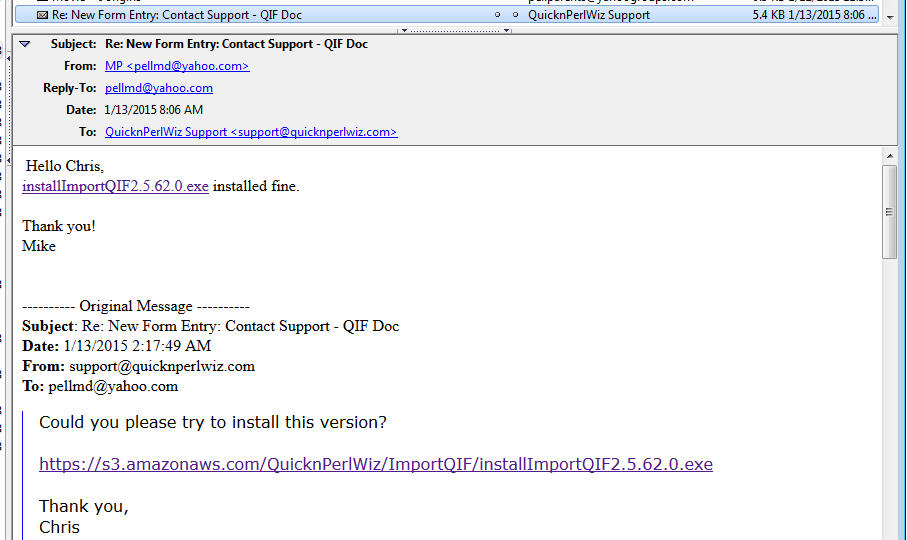 Re: New Form Entry: Contact Support - QIF Doc QuicknPerlWiz Support 5.4 KB 1/13/2015 8:06 ...
Subject: Re: New Form Entry: Contact Support - QIF Doc
From: MP <pellmd@yahoo.com>
Reply-To: pellmd@yahoo.com
Date: 1/13/2015 8:06 AM
To: QuicknPerlWiz Support <support@quicknperlwiz.com>
Hello Chris,
installImportQIF2.5.62.0.exe installed fine.
Thank you!
Mike
---------- Original Message ----------
Subject: Re: New Form Entry: Contact Support - QIF Doc
Date: 1/13/2015 2:17:49 AM
From: support@quicknperlwiz.com
To: pellmd@yahoo.com
Could you please try to install this version?
https://s3.amazonaws.com/QuicknPerlWiz/ImportQIF/installImportQIF2.5.62.0.exe
Thank you,
Chris